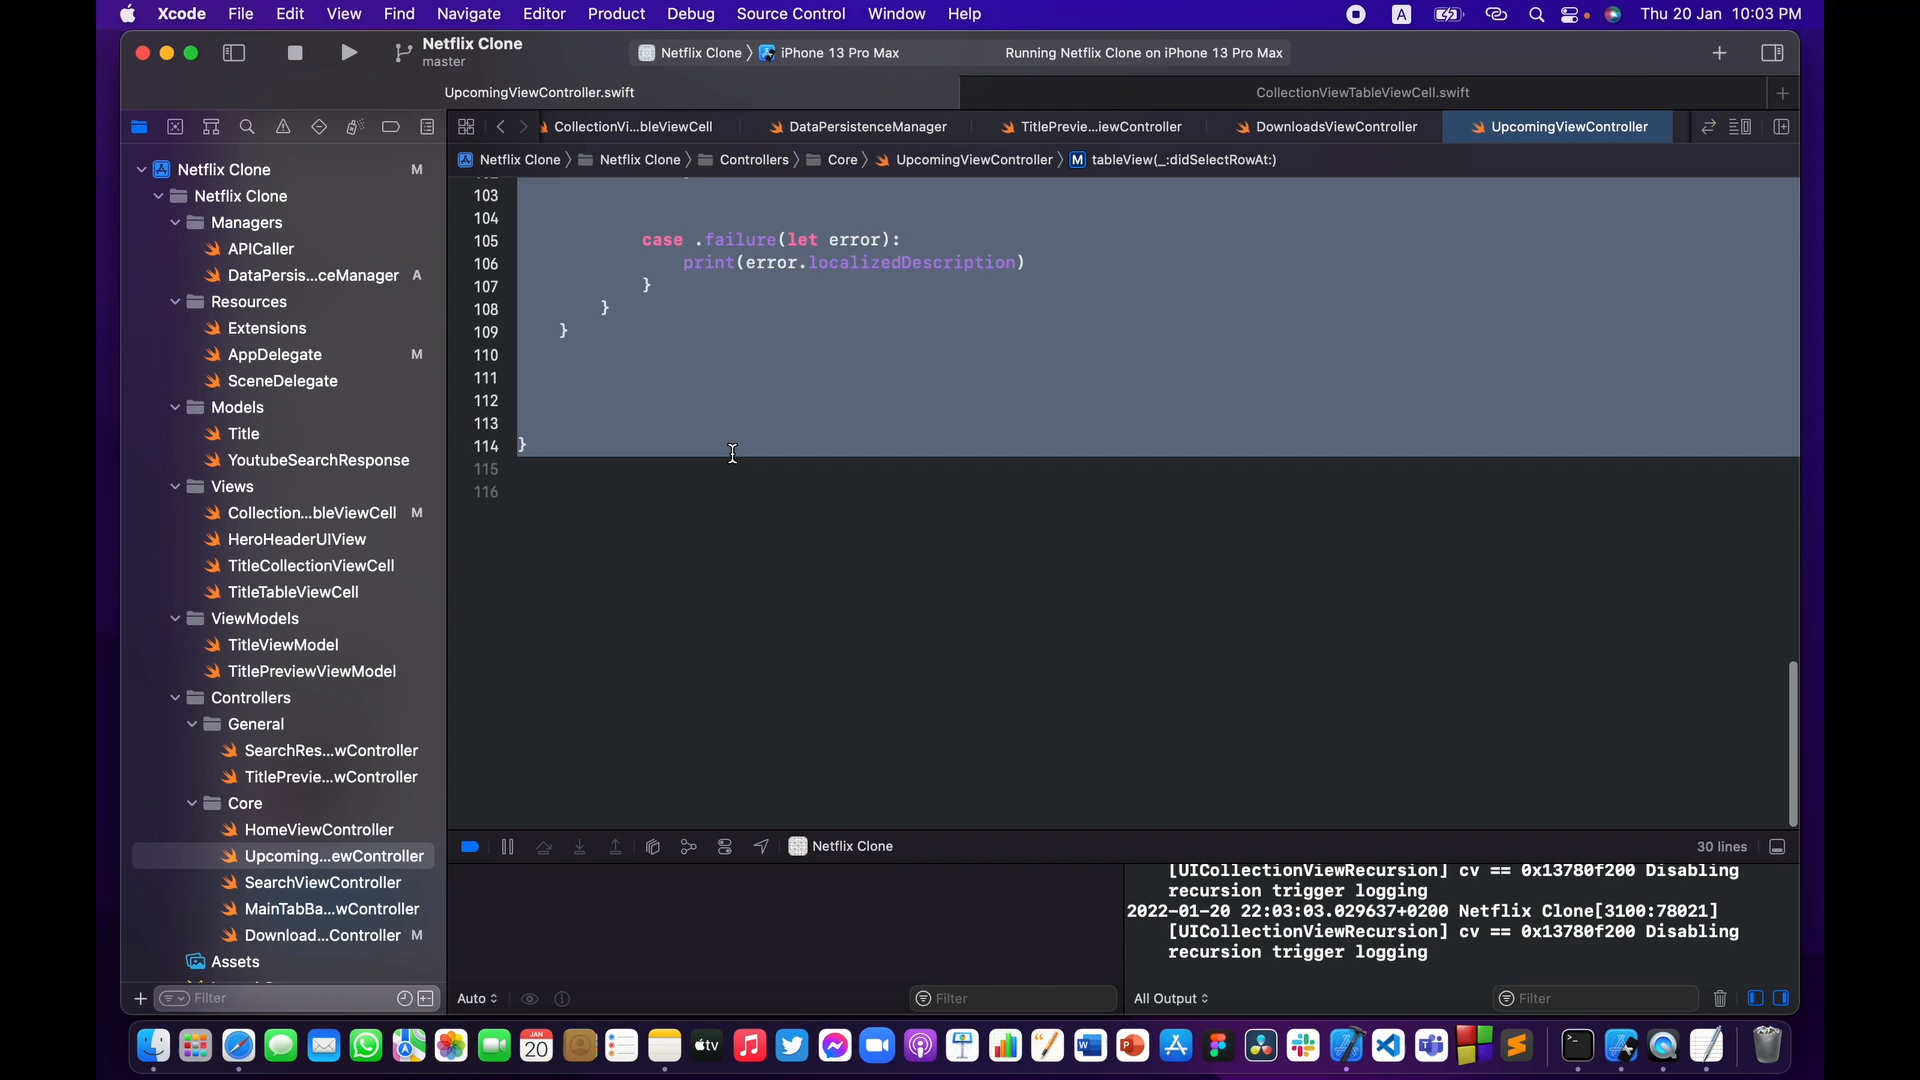 Xcode File Edit View Find Navigate Editor Product Debug Source Control Window Help A Thu 20 Jan 10:03 PM
Netflix Clone
master
Netflix Clone 〉 iPhone 13 Pro Max Running Netflix Clone on iPhone 13 Pro Max
UpcomingViewController.swift CollectionViewTableViewCell.swift
CollectionVi...bleViewCell DataPersistenceManager TitlePrevie...iewController DownloadsViewController UpcomingViewController
Netflix Clone 〉 Netflix Clone 〉 Controllers 〉 Core 〉 UpcomingViewController 〉 M tableView(_:didSelectRowAt:)
Netflix Clone M
Netflix Clone
Managers
APICaller
DataPersis...ceManager A
Resources
Extensions
AppDelegate M
SceneDelegate
Models
Title
YoutubeSearchResponse
Views
Collection...bleViewCell M
HeroHeaderUIView
TitleCollectionViewCell
TitleTableViewCell
ViewModels
TitleViewModel
TitlePreviewViewModel
Controllers
General
SearchRes...wController
TitlePrevie...wController
Core
HomeViewController
Upcoming...ewController
SearchViewController
MainTabBa...wController
Download...Controller M
Assets
Filter
103
104
105 case .failure(let error):
106 print(error.localizedDescription)
107 }
108 }
109 }
110
111
112
113
114 }
115
116
Netflix Clone 30 lines
[UICollectionViewRecursion] cv == 0x13780f200 Disabling
recursion trigger logging
2022-01-20 22:03:03.029637+0200 Netflix Clone[3100:78021]
[UICollectionViewRecursion] cv == 0x13780f200 Disabling
recursion trigger logging
Auto Filter All Output Filter
JAN
20
tv